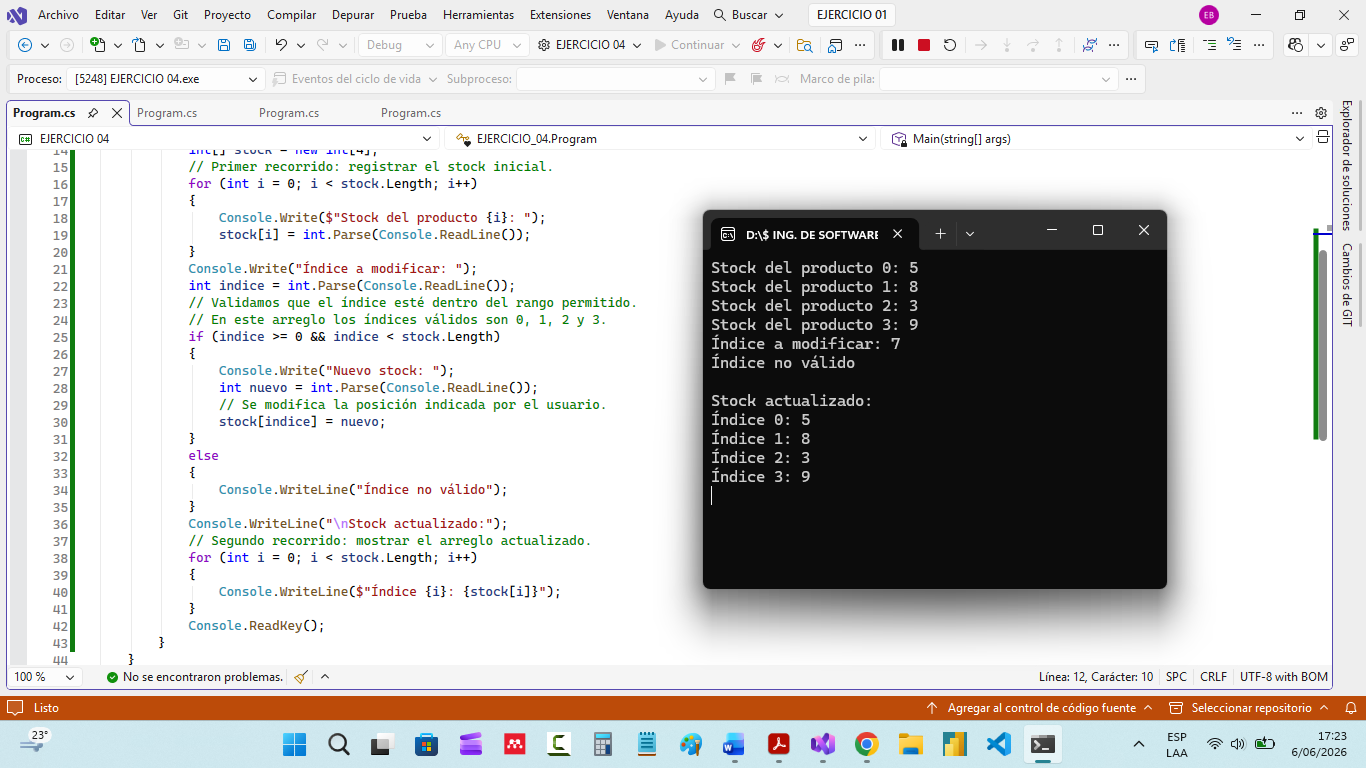 Archivo Editar Ver Git Proyecto Compilar Depurar Prueba Herramientas Extensiones Ventana Ayuda Buscar EJERCICIO 01 EB
Debug Any CPU EJERCICIO 04 Continuar
Proceso: [5248] EJERCICIO 04.exe Eventos del ciclo de vida Subproceso: Marco de pila:
Program.cs Program.cs Program.cs Program.cs
EJERCICIO 04 EJERCICIO_04.Program Main(string[] args)
14 int[] stock = new int[4];
15 // Primer recorrido: registrar el stock inicial.
16 for (int i = 0; i < stock.Length; i++)
17 {
18 Console.Write($"Stock del producto {i}: ");
19 stock[i] = int.Parse(Console.ReadLine());
20 }
21 Console.Write("Índice a modificar: ");
22 int indice = int.Parse(Console.ReadLine());
23 // Validamos que el índice esté dentro del rango permitido.
24 // En este arreglo los índices válidos son 0, 1, 2 y 3.
25 if (indice >= 0 && indice < stock.Length)
26 {
27 Console.Write("Nuevo stock: ");
28 int nuevo = int.Parse(Console.ReadLine());
29 // Se modifica la posición indicada por el usuario.
30 stock[indice] = nuevo;
31 }
32 else
33 {
34 Console.WriteLine("Índice no válido");
35 }
36 Console.WriteLine("\nStock actualizado:");
37 // Segundo recorrido: mostrar el arreglo actualizado.
38 for (int i = 0; i < stock.Length; i++)
39 {
40 Console.WriteLine($"Índice {i}: {stock[i]}");
41 }
42 Console.ReadKey();
43 }
44 }
D:\$ ING. DE SOFTWARE
Stock del producto 0: 5
Stock del producto 1: 8
Stock del producto 2: 3
Stock del producto 3: 9
Índice a modificar: 7
Índice no válido
Stock actualizado:
Índice 0: 5
Índice 1: 8
Índice 2: 3
Índice 3: 9
Explorador de soluciones
Cambios de GIT
100 % No se encontraron problemas. Línea: 12, Carácter: 10 SPC CRLF UTF-8 with BOM
Listo Agregar al control de código fuente Seleccionar repositorio
23° ESP 17:23
LAA 6/06/2026